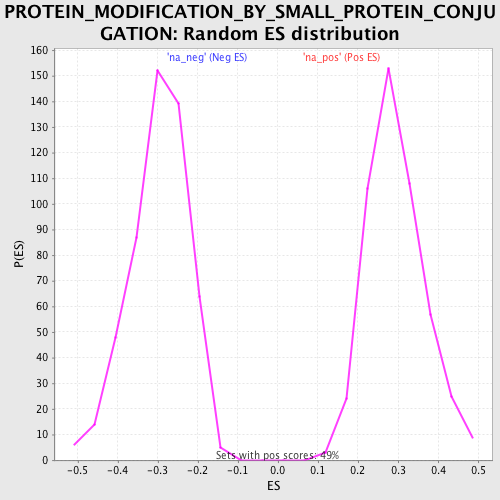 PROTEIN_MODIFICATION_BY_SMALL_PROTEIN_CONJU
GATION: Random ES distribution
'na_neg' (Neg ES) 'na_pos' (Pos ES)
160
150
140
130
120
110
100
90
80
70
60
50
40
30
20
10
0
P(ES)
Sets with pos scores: 49%
-0.5 -0.4 -0.3 -0.2 -0.1 0.0 0.1 0.2 0.3 0.4 0.5
ES